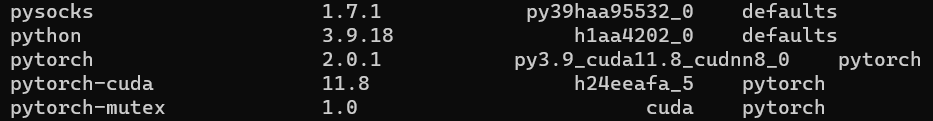 pysocks 1.7.1 py39haa95532_0 defaults
python 3.9.18 h1aa4202_0 defaults
pytorch 2.0.1 py3.9_cuda11.8_cudnn8_0 pytorch
pytorch-cuda 11.8 h24eeafa_5 pytorch
pytorch-mutex 1.0 cuda pytorch